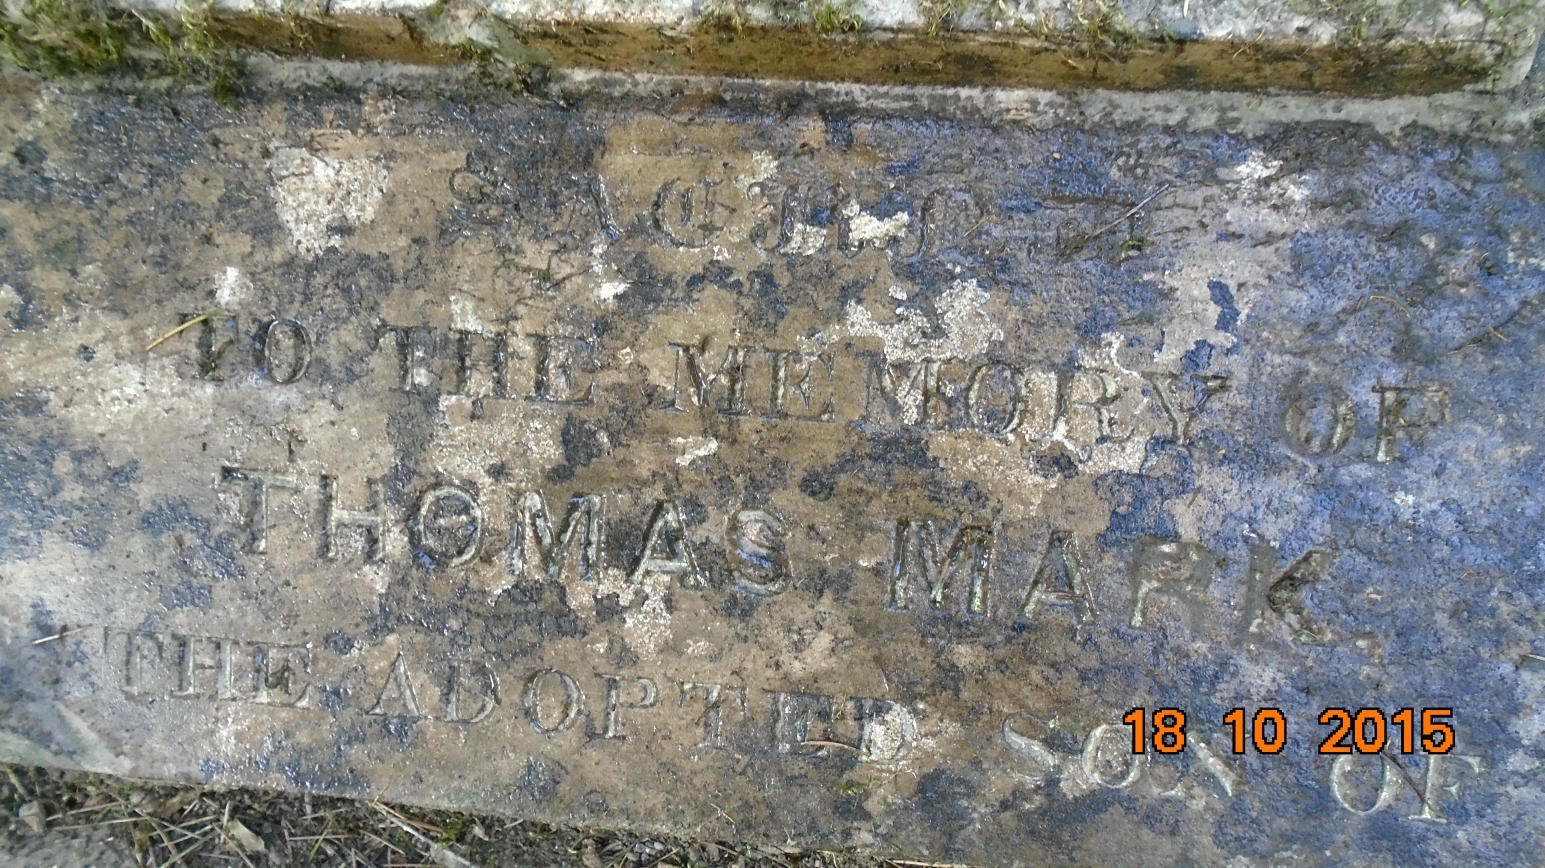 SACRED
TO THE MEMORY OF
THOMAS MARK.
THE ADOPTED SON OF
18 10 2015